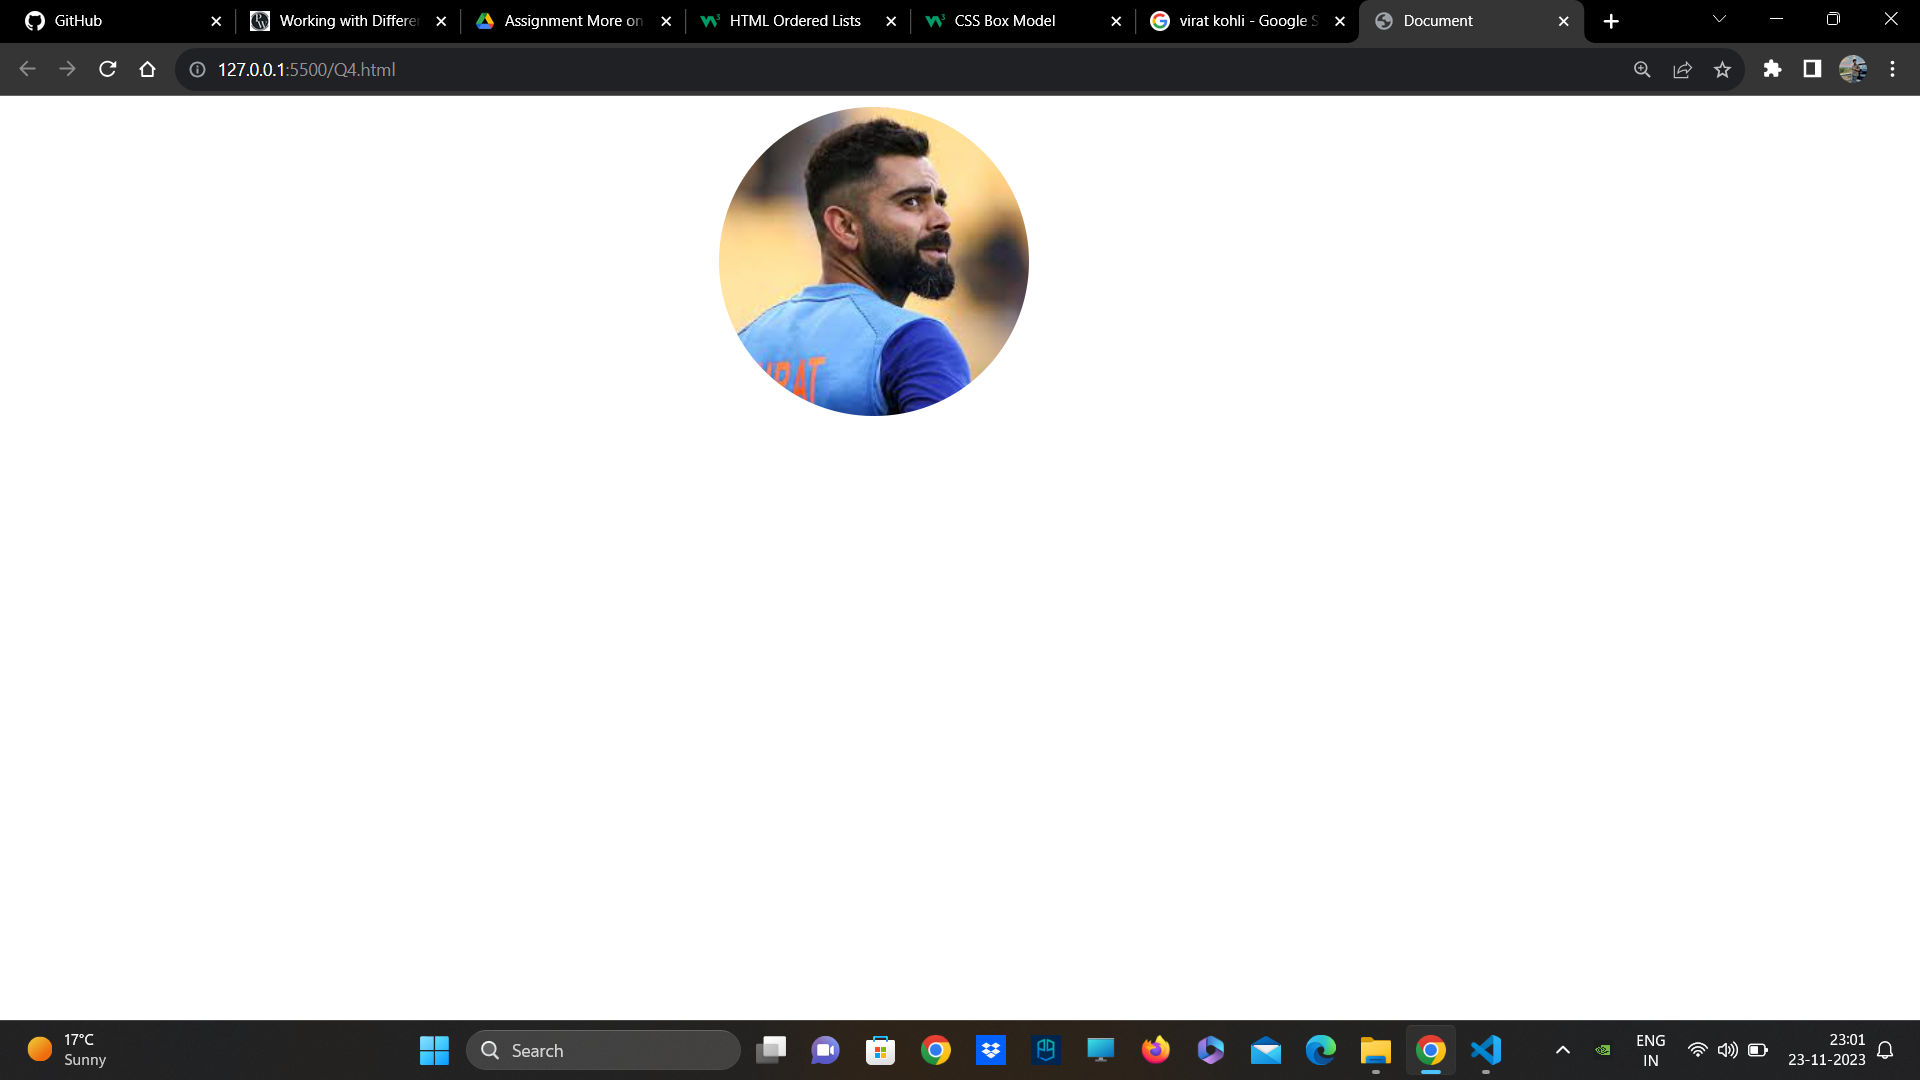 GitHub
Working with Differen
Assignment More on
HTML Ordered Lists
CSS Box Model
virat kohli - Google S
Document
127.0.0.1:5500/Q4.html
RAT
17°C
Sunny
Search
ENG
IN
23:01
23-11-2023